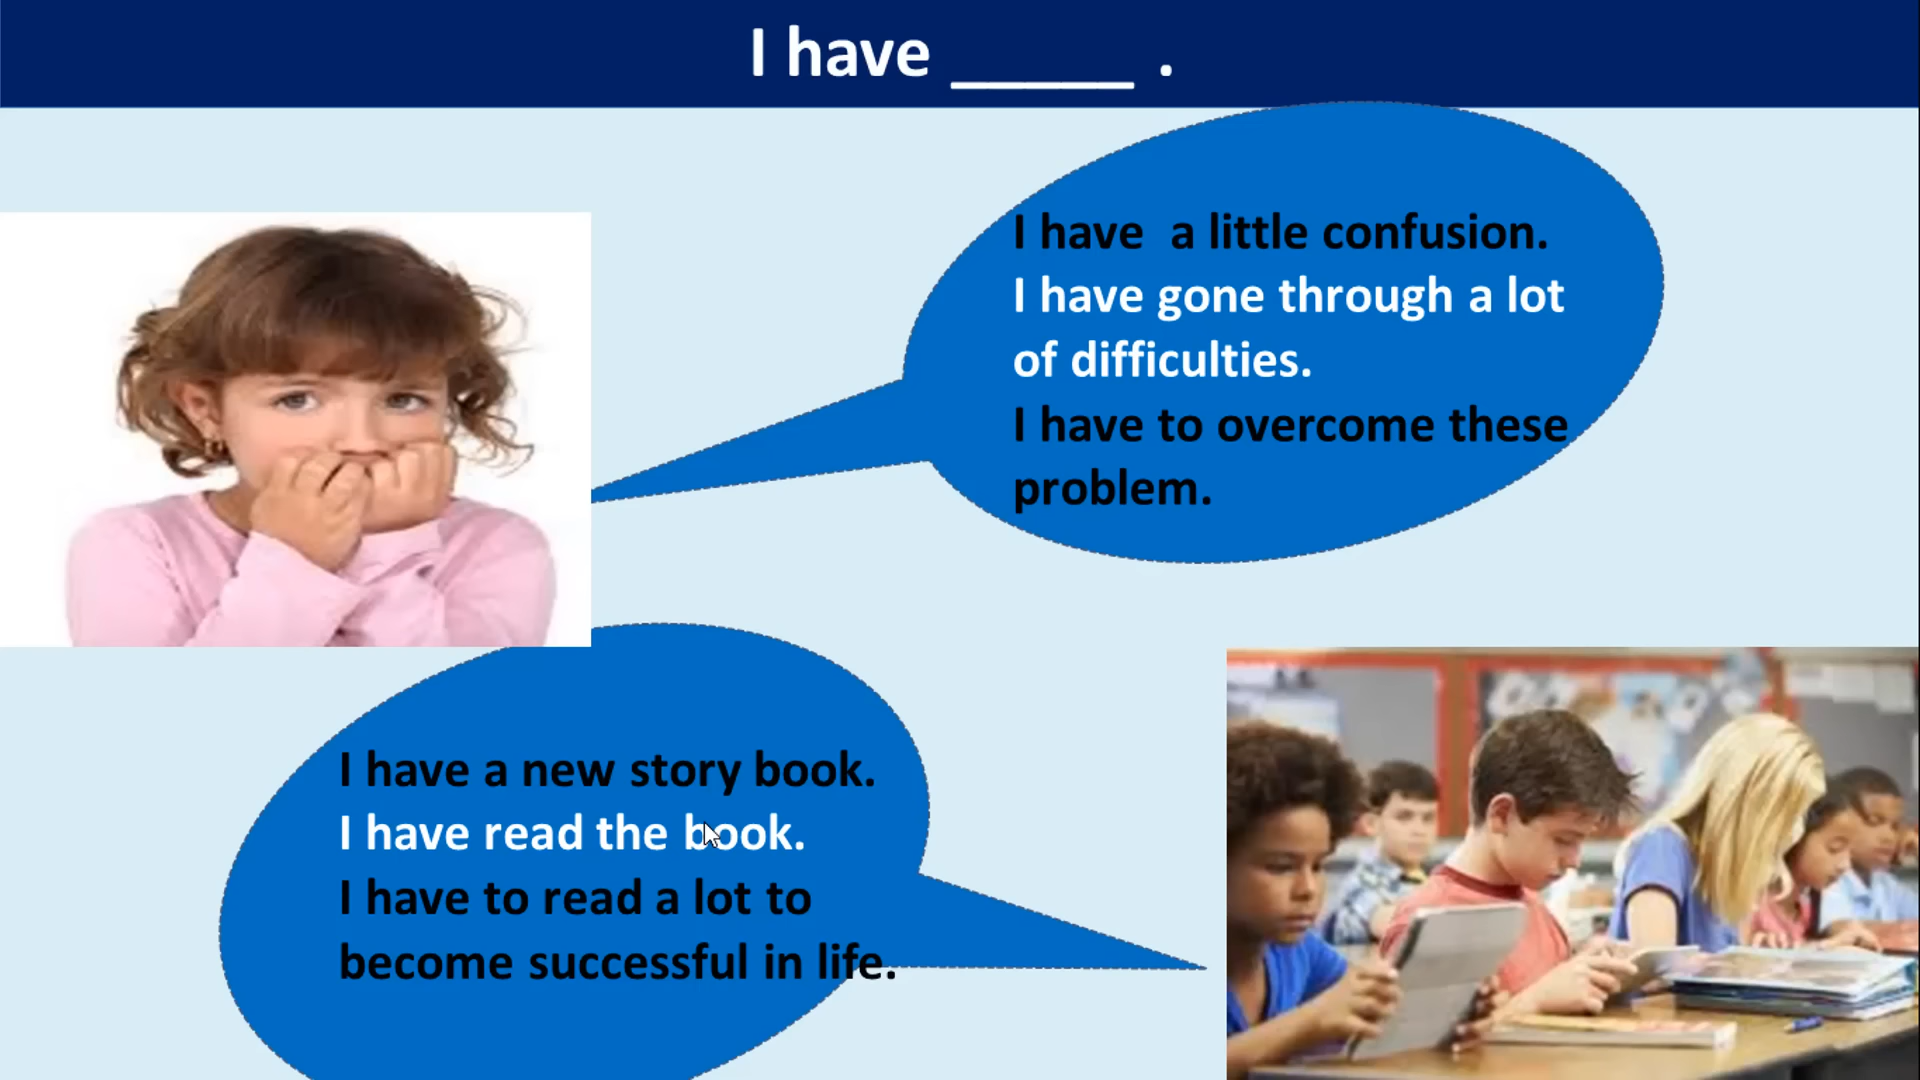 I have _____ .
I have a little confusion.
I have gone through a lot
of difficulties.
I have to overcome these
problem.
I have a new story book.
I have read the book.
I have to read a lot to
become successful in life.